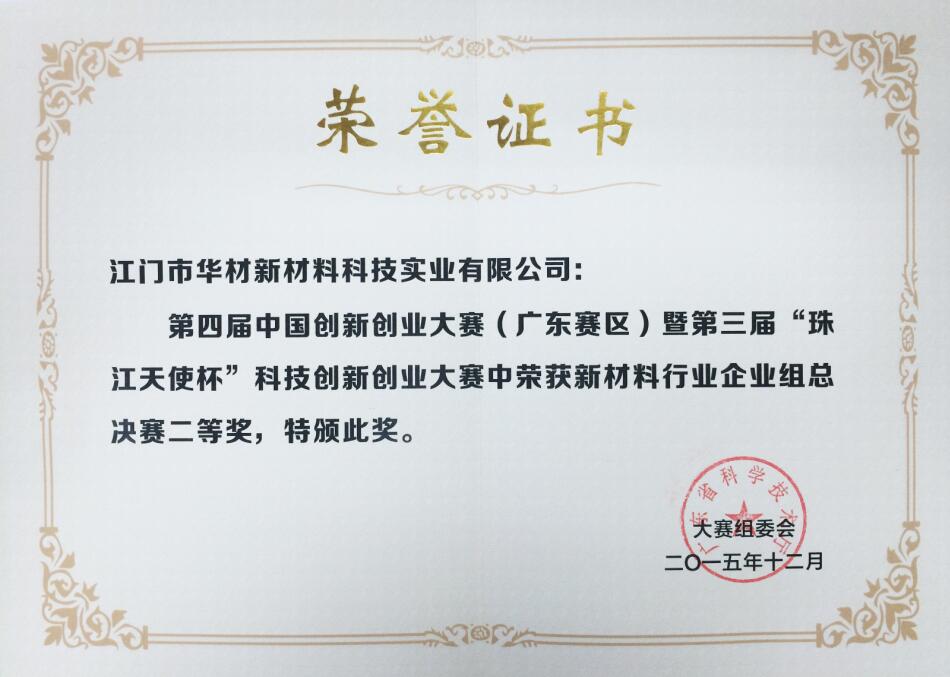 荣誉证书
江门市华材新材料科技实业有限公司：
第四届中国创新创业大赛（广东赛区）暨第三届“珠
江天使杯”科技创新创业大赛中荣获新材料行业企业组总
决赛二等奖，特颁此奖。
广东省科学技术厅
大赛组委会
二〇一五年十二月